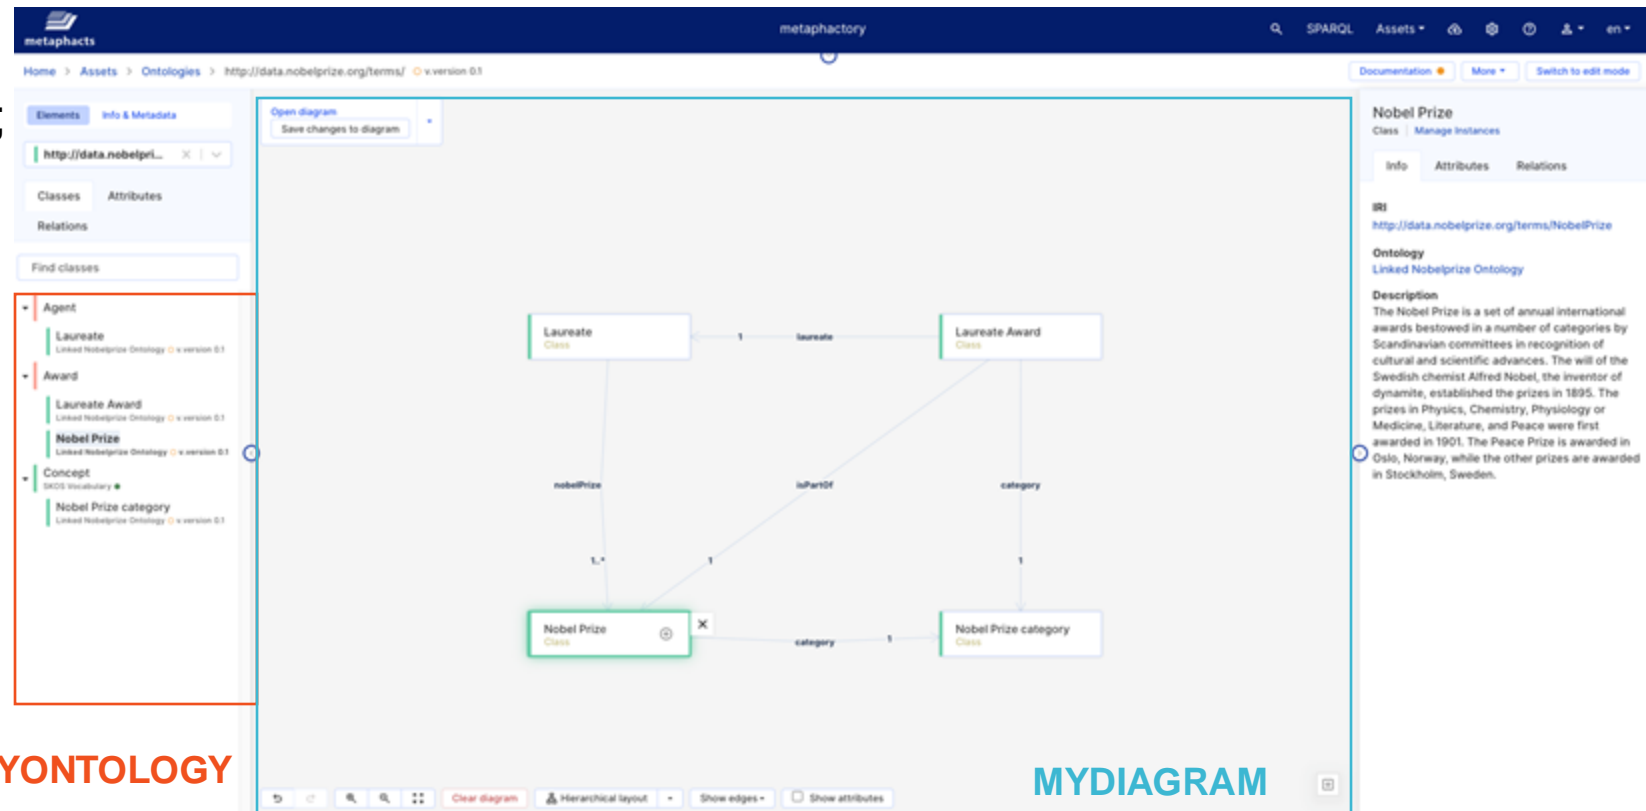 metaphacts
metaphactory
SPARQL Assets en
Home > Assets > Ontologies > http://data.nobelprize.org/terms/ v.version 0.1
Documentation More Switch to edit mode
Elements Info & Metadata
http://data.nobelpri...
Classes Attributes
Relations
Find classes
Agent
Laureate
Linked Nobelprize Ontology v.version 0.1
Award
Laureate Award
Linked Nobelprize Ontology v.version 0.1
Nobel Prize
Linked Nobelprize Ontology v.version 0.1
Concept
SKOS Vocabulary
Nobel Prize category
Linked Nobelprize Ontology v.version 0.1
YONTOLOGY
Open diagram
Save changes to diagram
Laureate
Class
1 laureate
Laureate Award
Class
nobelPrize isPartOf category
1..* 1 1
Nobel Prize
Class
category 1
Nobel Prize category
Class
MYDIAGRAM
Clear diagram Hierarchical layout Show edges Show attributes
Nobel Prize
Class | Manage Instances
Info Attributes Relations
IRI
http://data.nobelprize.org/terms/NobelPrize
Ontology
Linked Nobelprize Ontology
Description
The Nobel Prize is a set of annual international
awards bestowed in a number of categories by
Scandinavian committees in recognition of
cultural and scientific advances. The will of the
Swedish chemist Alfred Nobel, the inventor of
dynamite, established the prizes in 1895. The
prizes in Physics, Chemistry, Physiology or
Medicine, Literature, and Peace were first
awarded in 1901. The Peace Prize is awarded in
Oslo, Norway, while the other prizes are awarded
in Stockholm, Sweden.